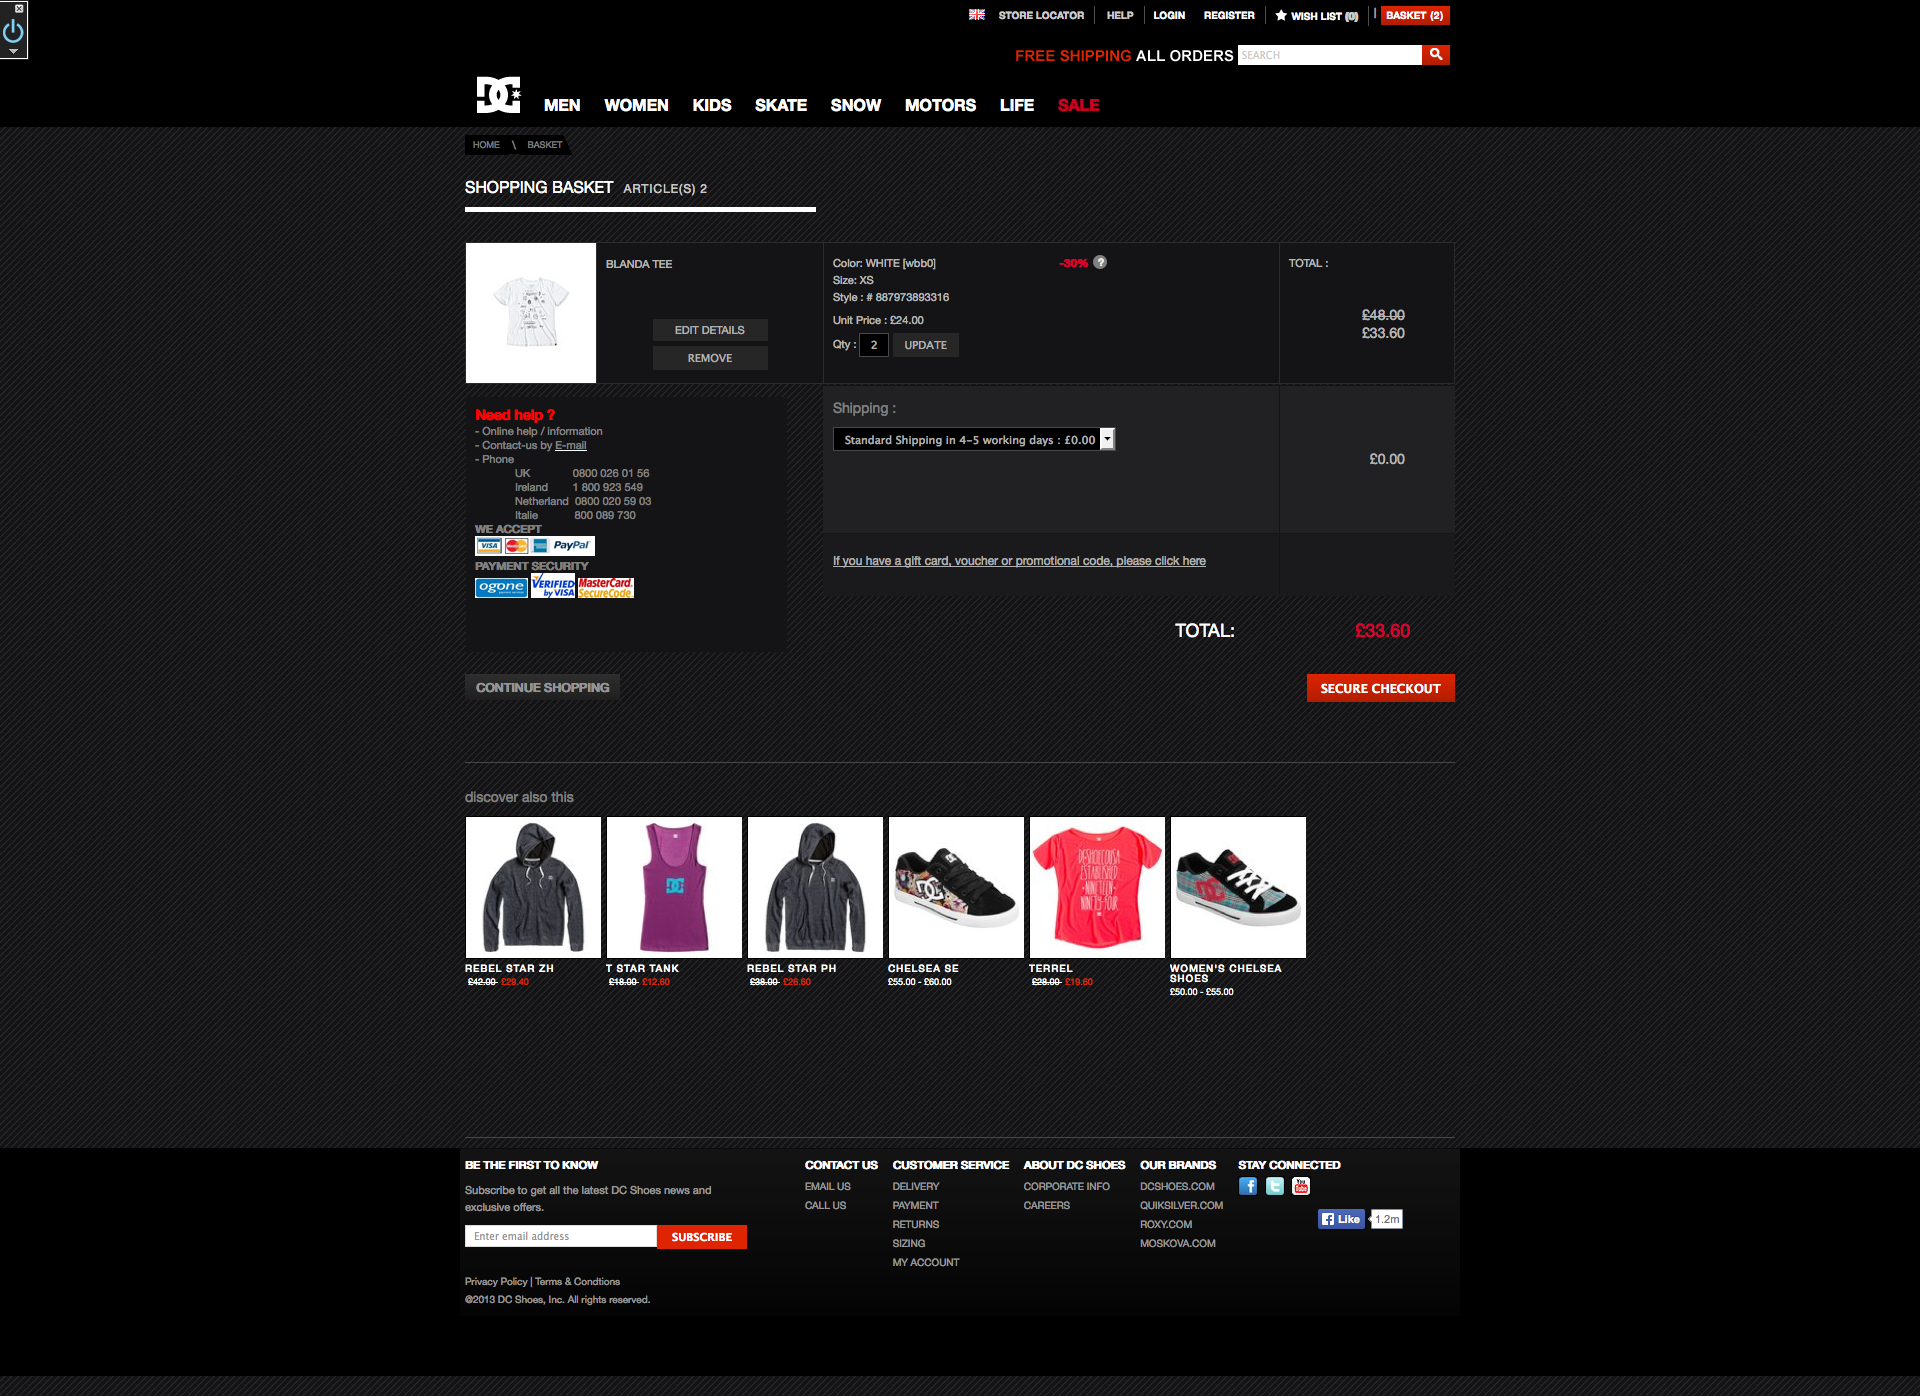 STORE LOCATOR HELP LOGIN REGISTER WISH LIST (0) BASKET (2)
FREE SHIPPING ALL ORDERS SEARCH
DC
MEN WOMEN KIDS SKATE SNOW MOTORS LIFE SALE
HOME \ BASKET
SHOPPING BASKET ARTICLE(S) 2
BLANDA TEE
EDIT DETAILS
REMOVE
Color: WHITE [wbb0] -30% ?
Size: XS
Style : # 887973893316
Unit Price : £24.00
Qty : 2 UPDATE
TOTAL :
£48.00
£33.60
Need help ?
- Online help / information
- Contact-us by E-mail
- Phone
UK 0800 026 01 56
Ireland 1 800 923 549
Netherland 0800 020 59 03
Italie 800 089 730
WE ACCEPT
VISA MasterCard PayPal
PAYMENT SECURITY
ogone VERIFIED by VISA MasterCard. SecureCode.
Shipping :
Standard Shipping in 4-5 working days : £0.00
£0.00
If you have a gift card, voucher or promotional code, please click here
TOTAL: £33.60
CONTINUE SHOPPING
SECURE CHECKOUT
discover also this
DCSHOECOUSA
ESTABLISHED
NINETEEN
NINETY-FOUR
REBEL STAR ZH
£42.00 £29.40
T STAR TANK
£18.00 £12.60
REBEL STAR PH
£38.00 £26.60
CHELSEA SE
£55.00 - £60.00
TERREL
£28.00 £19.60
WOMEN'S CHELSEA
SHOES
£50.00 - £55.00
BE THE FIRST TO KNOW
Subscribe to get all the latest DC Shoes news and
exclusive offers.
Enter email address SUBSCRIBE
Privacy Policy | Terms & Condtions
@2013 DC Shoes, Inc. All rights reserved.
CONTACT US
EMAIL US
CALL US
CUSTOMER SERVICE
DELIVERY
PAYMENT
RETURNS
SIZING
MY ACCOUNT
ABOUT DC SHOES
CORPORATE INFO
CAREERS
OUR BRANDS
DCSHOES.COM
QUIKSILVER.COM
ROXY.COM
MOSKOVA.COM
STAY CONNECTED
f t You Tube
Like 1.2m